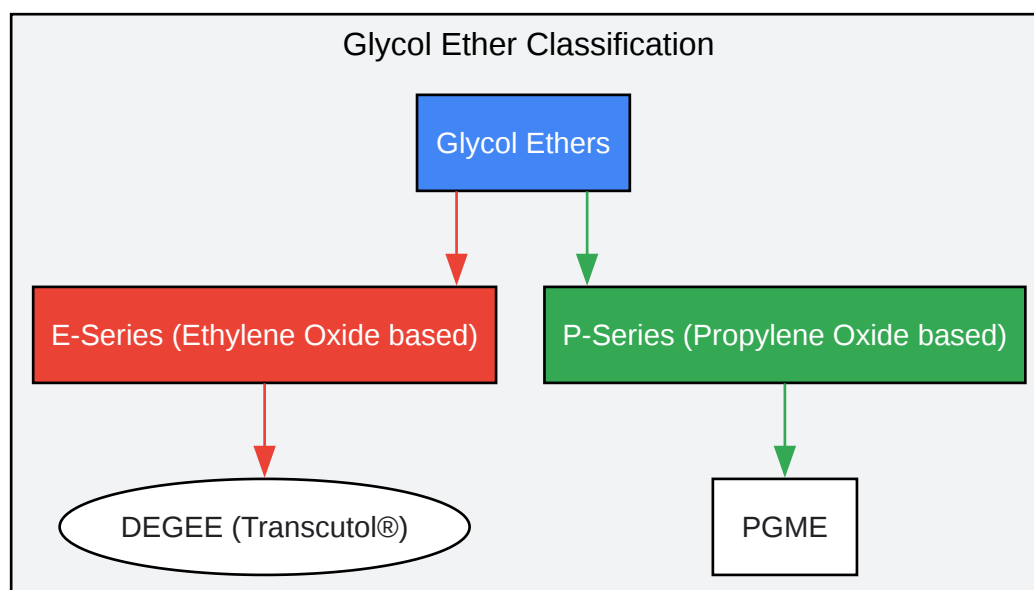 Glycol Ether Classification
Glycol Ethers
E-Series (Ethylene Oxide based)
P-Series (Propylene Oxide based)
DEGEE (Transcutol®)
PGME